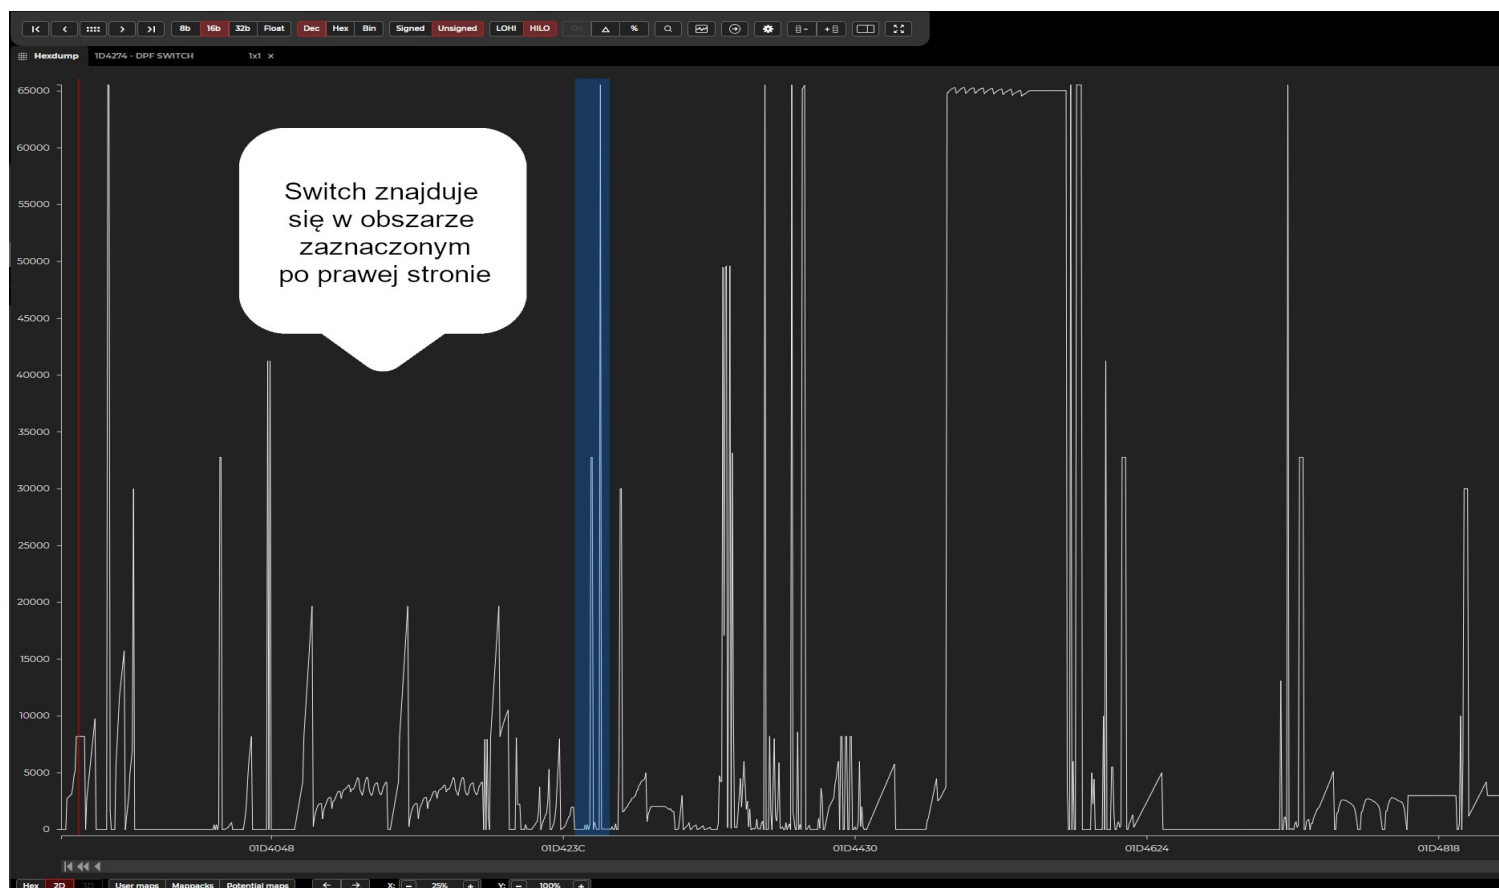 8b 16b 32b Float Dec Hex Bin Signed Unsigned LOHI HILO Ori %
Hexdump 1D4274 - DPF SWITCH 1x1 ×
65000
60000
55000
50000
45000
40000
35000
30000
25000
20000
15000
10000
5000
0
Switch znajduje
się w obszarze
zaznaczonym
po prawej stronie
01D4048 01D423C 01D4430 01D4624 01D4818
Hex 2D 3D User maps Mappacks Potential maps X: − 25% + Y: − 100% +